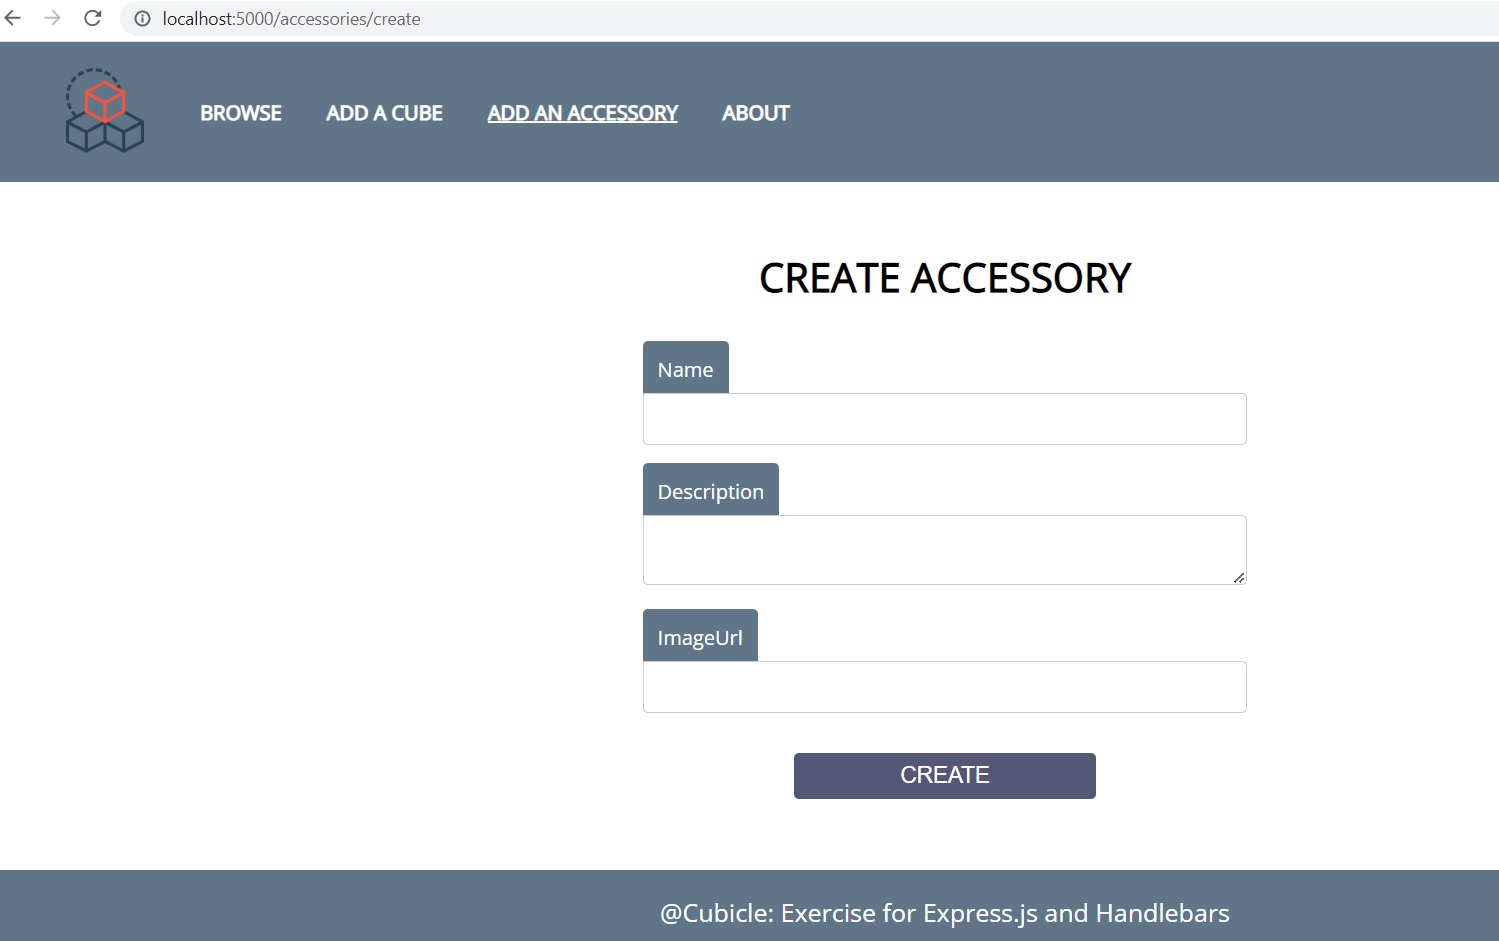 localhost:5000/accessories/create
BROWSE ADD A CUBE ADD AN ACCESSORY ABOUT
CREATE ACCESSORY
Name
Description
ImageUrl
CREATE
@Cubicle: Exercise for Express.js and Handlebars